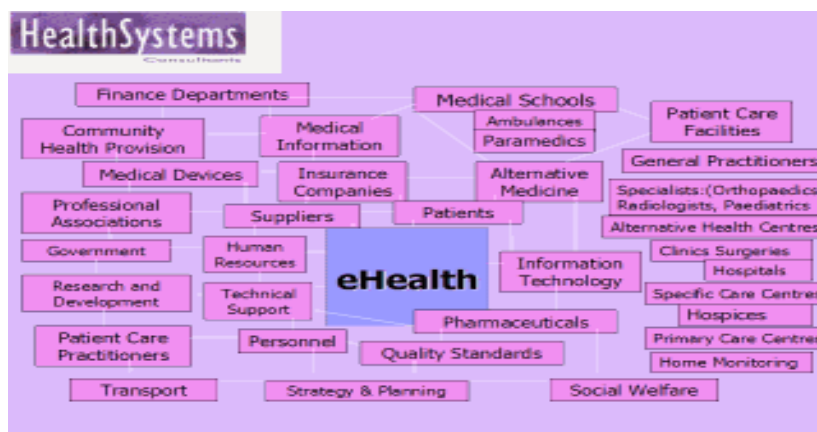 HealthSystems
Consultants
Finance Departments
Medical Schools
Community
Health Provision
Medical
Information
Ambulances
Paramedics
Patient Care
Facilities
Medical Devices
Insurance
Companies
Alternative
Medicine
General Practitioners
Professional
Associations
Suppliers
Patients
Specialists:(Orthopaedics
Radiologists, Paediatrics
Alternative Health Centres
Government
Human
Resources
eHealth
Information
Technology
Clinics Surgeries
Hospitals
Research and
Development
Technical
Support
Specific Care Centres
Hospices
Pharmaceuticals
Patient Care
Practitioners
Personnel
Quality Standards
Primary Care Centres
Home Monitoring
Transport
Strategy & Planning
Social Welfare